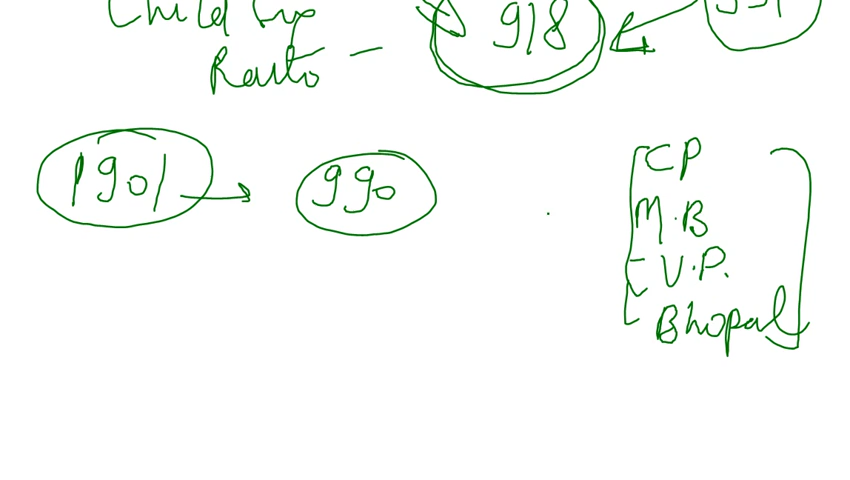 Child Sex 918
Ratio -
1901 → 990
CP
M.B
V.P.
Bhopal